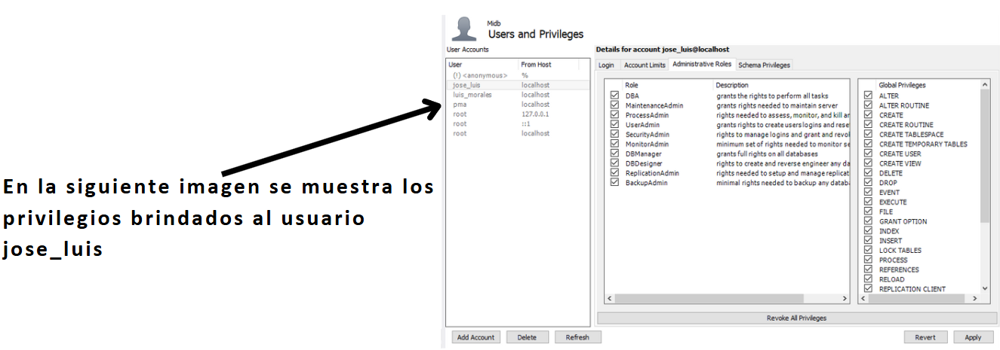 Midb
Users and Privileges
User Accounts
User From Host
(!) <anonymous> %
jose_luis localhost
luis_morales localhost
pma localhost
root 127.0.0.1
root ::1
root localhost
Add Account Delete Refresh
Details for account jose_luis@localhost
Login Account Limits Administrative Roles Schema Privileges
Role Description
DBA grants the rights to perform all tasks
MaintenanceAdmin grants rights needed to maintain server
ProcessAdmin rights needed to assess, monitor, and kill an
UserAdmin grants rights to create users logins and rese
SecurityAdmin rights to manage logins and grant and revo
MonitorAdmin minimum set of rights needed to monitor se
DBManager grants full rights on all databases
DBDesigner rights to create and reverse engineer any da
ReplicationAdmin rights needed to setup and manage replicat
BackupAdmin minimal rights needed to backup any datab
Global Privileges
ALTER
ALTER ROUTINE
CREATE
CREATE ROUTINE
CREATE TABLESPACE
CREATE TEMPORARY TABLES
CREATE USER
CREATE VIEW
DELETE
DROP
EVENT
EXECUTE
FILE
GRANT OPTION
INDEX
INSERT
LOCK TABLES
PROCESS
REFERENCES
RELOAD
REPLICATION CLIENT
Revoke All Privileges
Revert Apply
En la siguiente imagen se muestra los
privilegios brindados al usuario
jose_luis